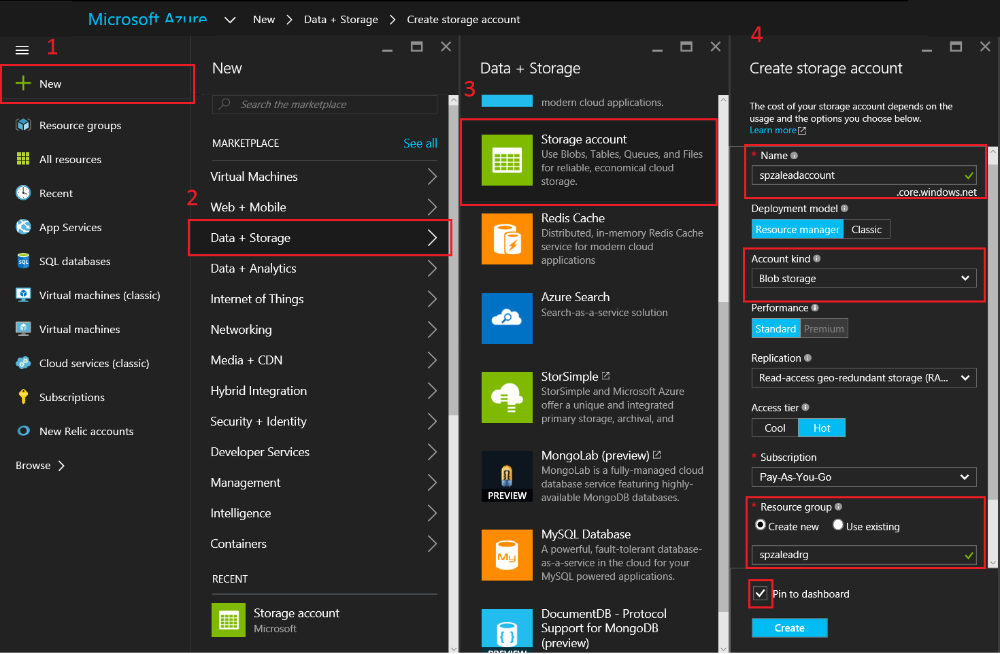 Microsoft Azure
New
Data + Storage
Create storage account
1
New
Resource groups
All resources
Recent
App Services
SQL
SQL databases
Virtual machines (classic)
Virtual machines
Cloud services (classic)
Subscriptions
New Relic accounts
Browse
New
Search the marketplace
MARKETPLACE
See all
Virtual Machines
2
Web + Mobile
Data + Storage
Data + Analytics
Internet of Things
Networking
Media + CDN
Hybrid Integration
Security + Identity
Developer Services
Management
Intelligence
Containers
RECENT
Storage account
Microsoft
Data + Storage
3
modern cloud applications.
Storage account
Use Blobs, Tables, Queues, and Files
for reliable, economical cloud
storage.
Redis Cache
Distributed, in-memory Redis Cache
service for modern cloud
applications
Azure Search
Search-as-a-service solution
StorSimple
StorSimple and Microsoft Azure
offer a unique and integrated
primary storage, archival, and
MongoLab (preview)
MongoLab is a fully-managed cloud
database service featuring highly-
available MongoDB databases.
PREVIEW
MySQL Database
A powerful, fault-tolerant database-
as-a-service in the cloud for your
MySQL powered applications.
My
DocumentDB - Protocol
Support for MongoDB
(preview)
PREVIEW
4
Create storage account
The cost of your storage account depends on the
usage and the options you choose below.
Learn more
* Name
spzaleadaccount
.core.windows.net
Deployment model
Resource manager Classic
Account kind
Blob storage
Performance
Standard Premium
Replication
Read-access geo-redundant storage (RA...
Access tier
Cool Hot
* Subscription
Pay-As-You-Go
* Resource group
Create new Use existing
spzaleadrg
Pin to dashboard
Create